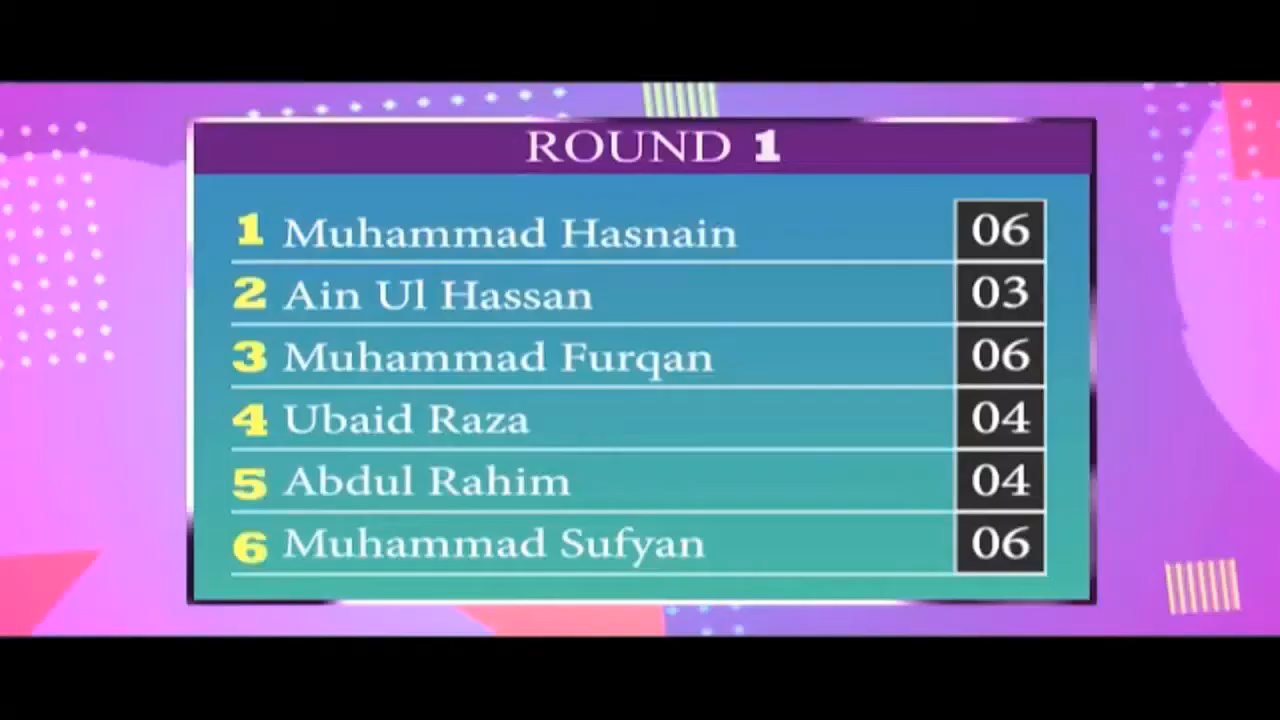 ROUND 1
1 Muhammad Hasnain 06
2 Ain Ul Hassan 03
3 Muhammad Furqan 06
4 Ubaid Raza 04
5 Abdul Rahim 04
6 Muhammad Sufyan 06